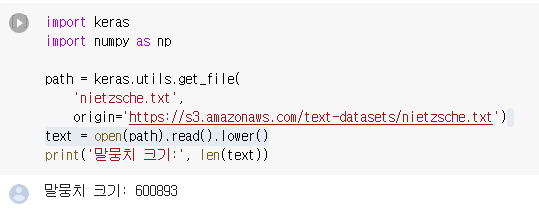 import keras
import numpy as np
path = keras.utils.get_file(
'nietzsche.txt',
origin='https://s3.amazonaws.com/text-datasets/nietzsche.txt')
text = open(path).read().lower()
print('말뭉치 크기:', len(text))
말뭉치 크기: 600893